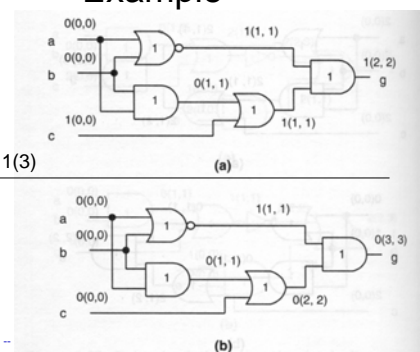 Example
0(0,0)
a
1
1(1, 1)
0(0,0)
b
0(1, 1)
1
1
1(2, 2)
g
1
1(0,0)
c
1(1, 1)
(a)
1(3)
0(0,0)
a
1
1(1, 1)
0(0,0)
b
0(1, 1)
1
0(3, 3)
g
1
1
0(0,0)
c
0(2, 2)
(b)
--